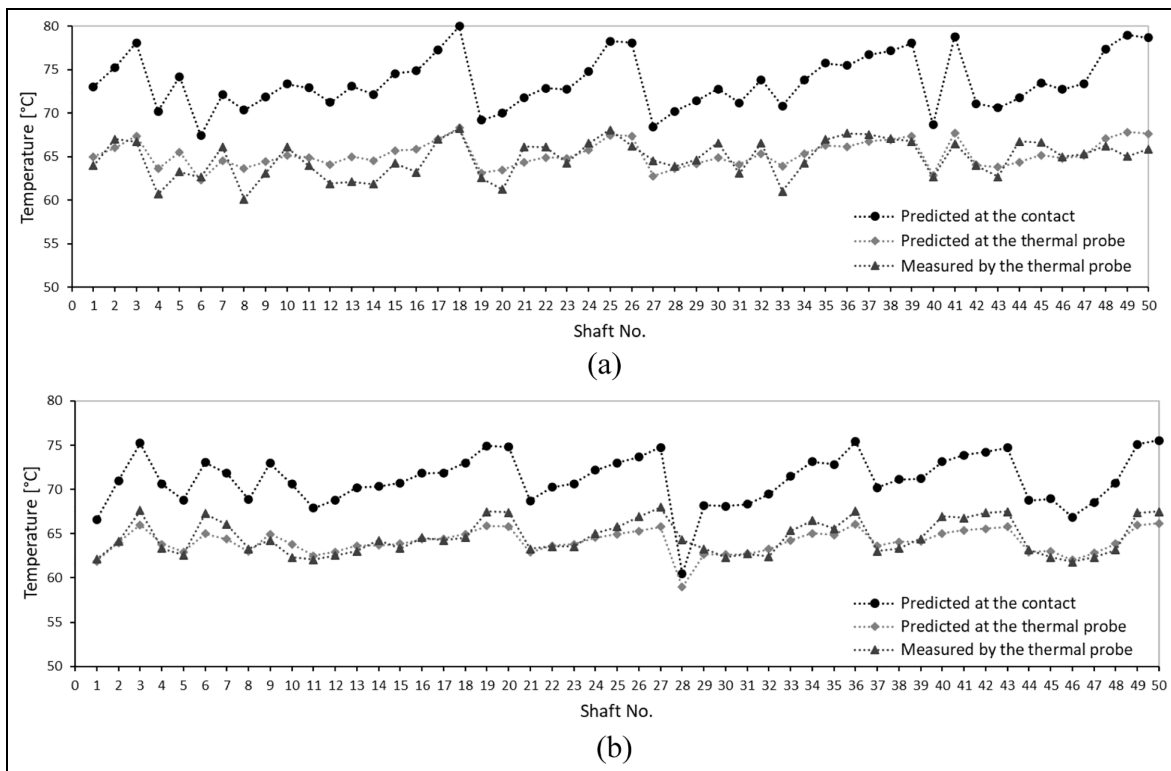 80
75
70
65
60
55
50
Temperature [°C]
0 1 2 3 4 5 6 7 8 9 10 11 12 13 14 15 16 17 18 19 20 21 22 23 24 25 26 27 28 29 30 31 32 33 34 35 36 37 38 39 40 41 42 43 44 45 46 47 48 49 50
Shaft No.
Predicted at the contact
Predicted at the thermal probe
Measured by the thermal probe
(a)
80
75
70
65
60
55
50
Temperature [°C]
0 1 2 3 4 5 6 7 8 9 10 11 12 13 14 15 16 17 18 19 20 21 22 23 24 25 26 27 28 29 30 31 32 33 34 35 36 37 38 39 40 41 42 43 44 45 46 47 48 49 50
Shaft No.
Predicted at the contact
Predicted at the thermal probe
Measured by the thermal probe
(b)